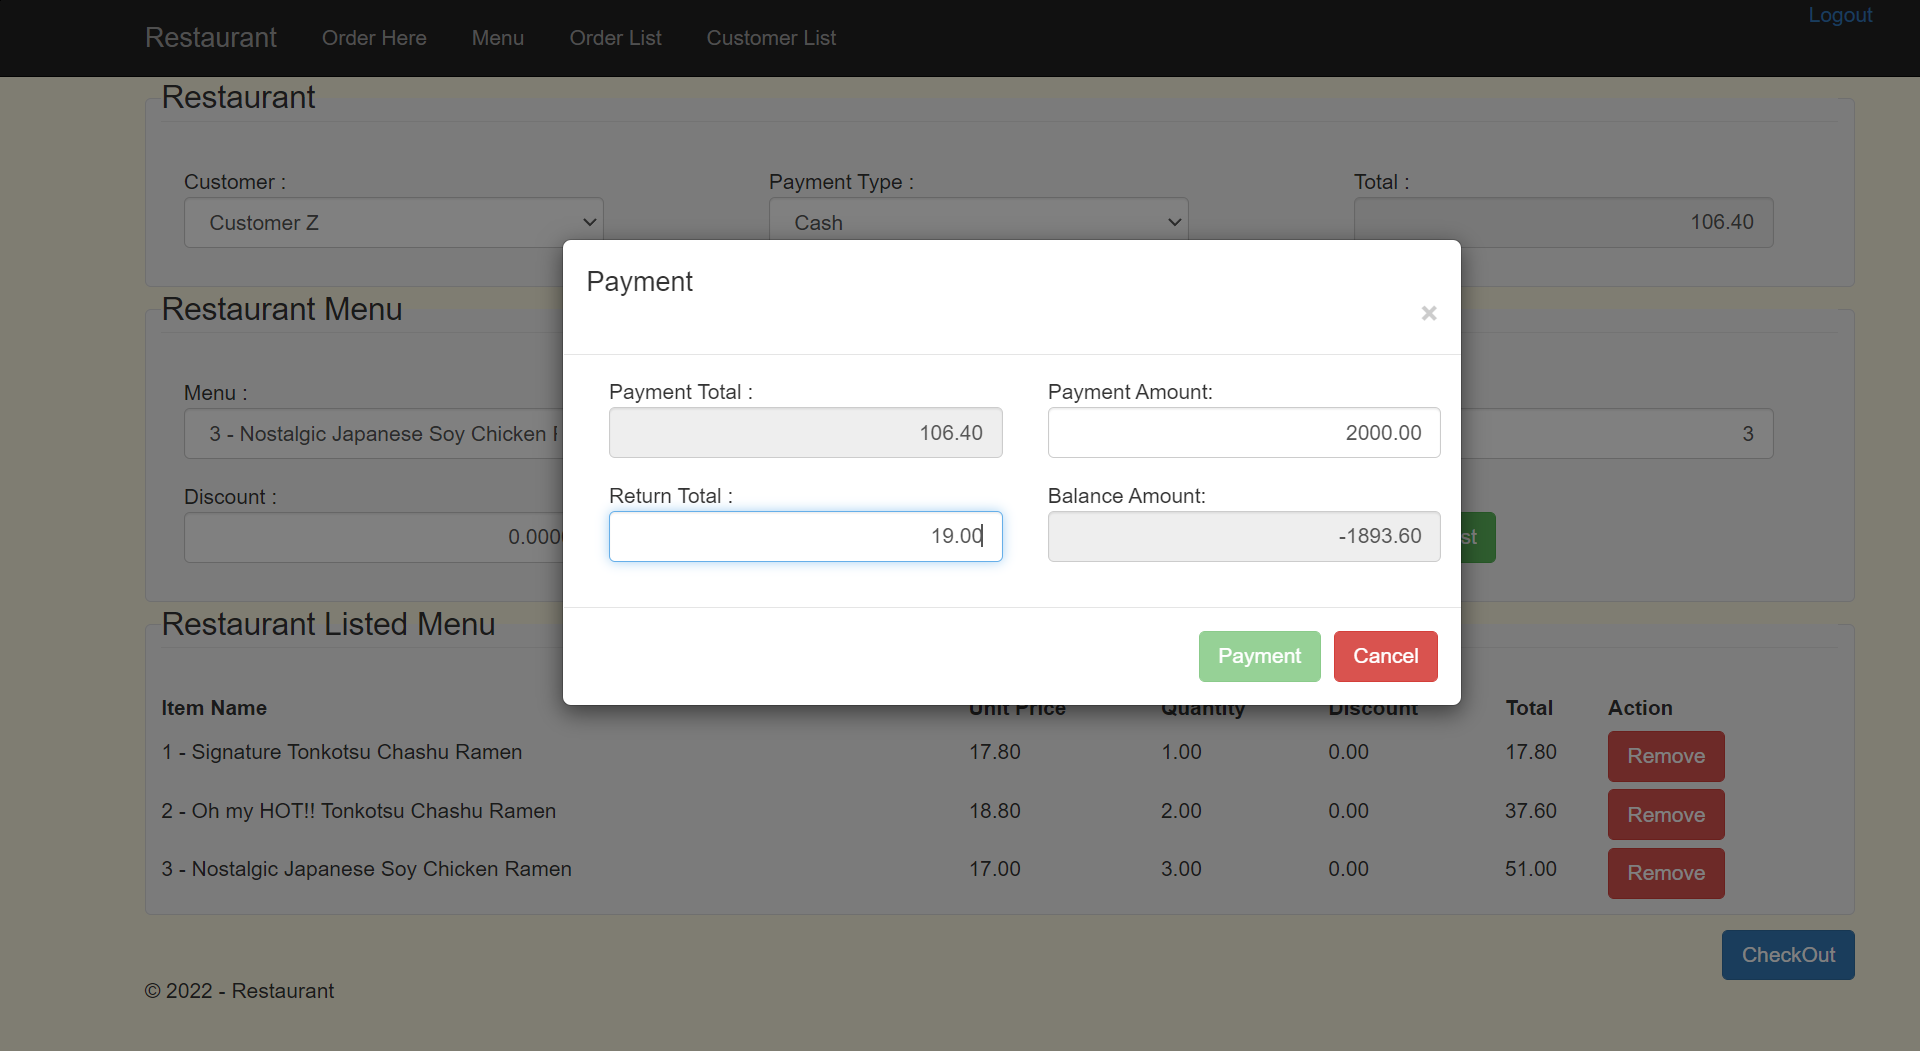 Logout
Restaurant Order Here Menu Order List Customer List
Restaurant
Customer : Payment Type : Total :
Customer Z Cash 106.40
Payment
×
Restaurant Menu
Menu :
3 - Nostalgic Japanese Soy Chicken
3
Payment Total : Payment Amount:
106.40 2000.00
Discount :
0.000
Return Total : Balance Amount:
19.00 -1893.60
st
Payment Cancel
Restaurant Listed Menu
Item Name Unit Price Quantity Discount Total Action
1 - Signature Tonkotsu Chashu Ramen 17.80 1.00 0.00 17.80 Remove
2 - Oh my HOT!! Tonkotsu Chashu Ramen 18.80 2.00 0.00 37.60 Remove
3 - Nostalgic Japanese Soy Chicken Ramen 17.00 3.00 0.00 51.00 Remove
CheckOut
© 2022 - Restaurant